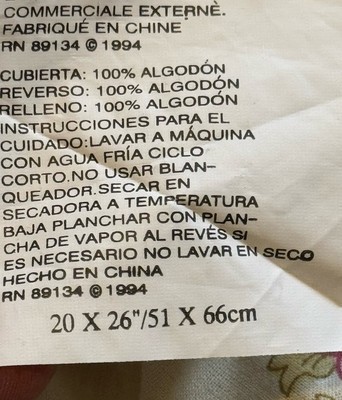 COMMERCIALE EXTERNÈ.
FABRIQUÉ EN CHINE
RN 89134 © 1994
CUBIERTA: 100% ALGODÓN
REVERSO: 100% ALGODÓN
RELLENO: 100% ALGODÓN
INSTRUCCIONES PARA EL
CUIDADO:LAVAR A MÁQUINA
CON AGUA FRÍA CICLO
CORTO.NO USAR BLAN-
QUEADOR.SECAR EN
SECADORA A TEMPERATURA
BAJA PLANCHAR CON PLAN-
CHA DE VAPOR AL REVÉS SI
ES NECESARIO NO LAVAR EN SECO
HECHO EN CHINA
RN 89134 © 1994
20 X 26"/51 X 66cm